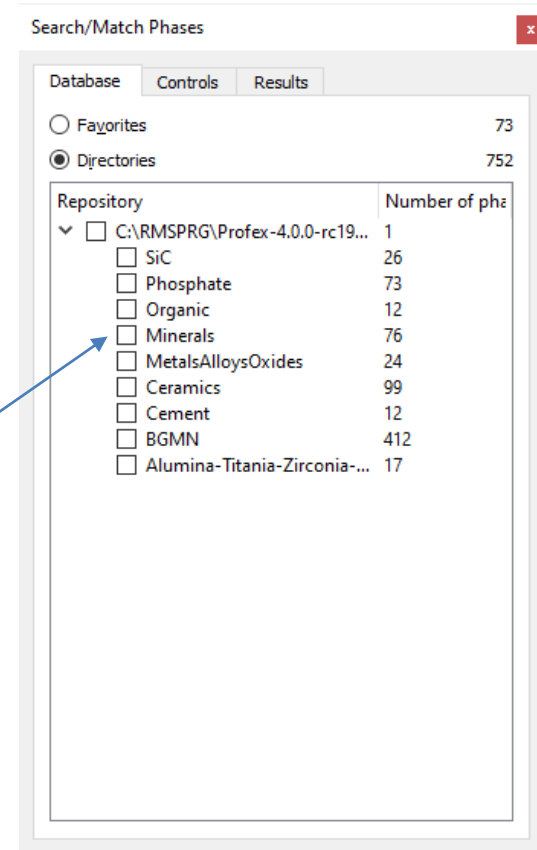 Search/Match Phases
x
Database Controls Results
Favorites 73
Directories 752
Repository Number of pha
C:\RMSPRG\Profex-4.0.0-rc19... 1
SiC 26
Phosphate 73
Organic 12
Minerals 76
MetalsAlloysOxides 24
Ceramics 99
Cement 12
BGMN 412
Alumina-Titania-Zirconia-... 17